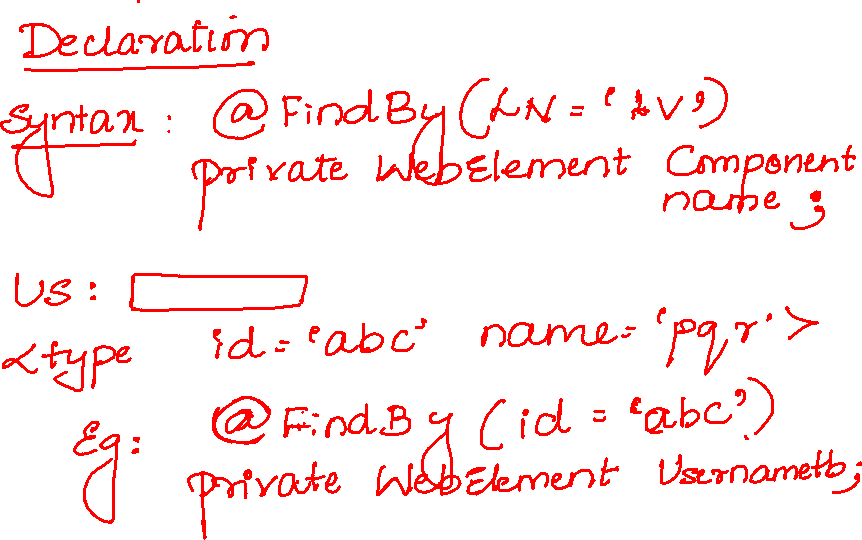 Declaration
Syntax : @FindBy(LN = 'LV')
private WebElement Component
name ;
US :
<type id = 'abc' name = 'pqr'>
Eg : @FindBy (id = 'abc')
private WebElement Usernametb;